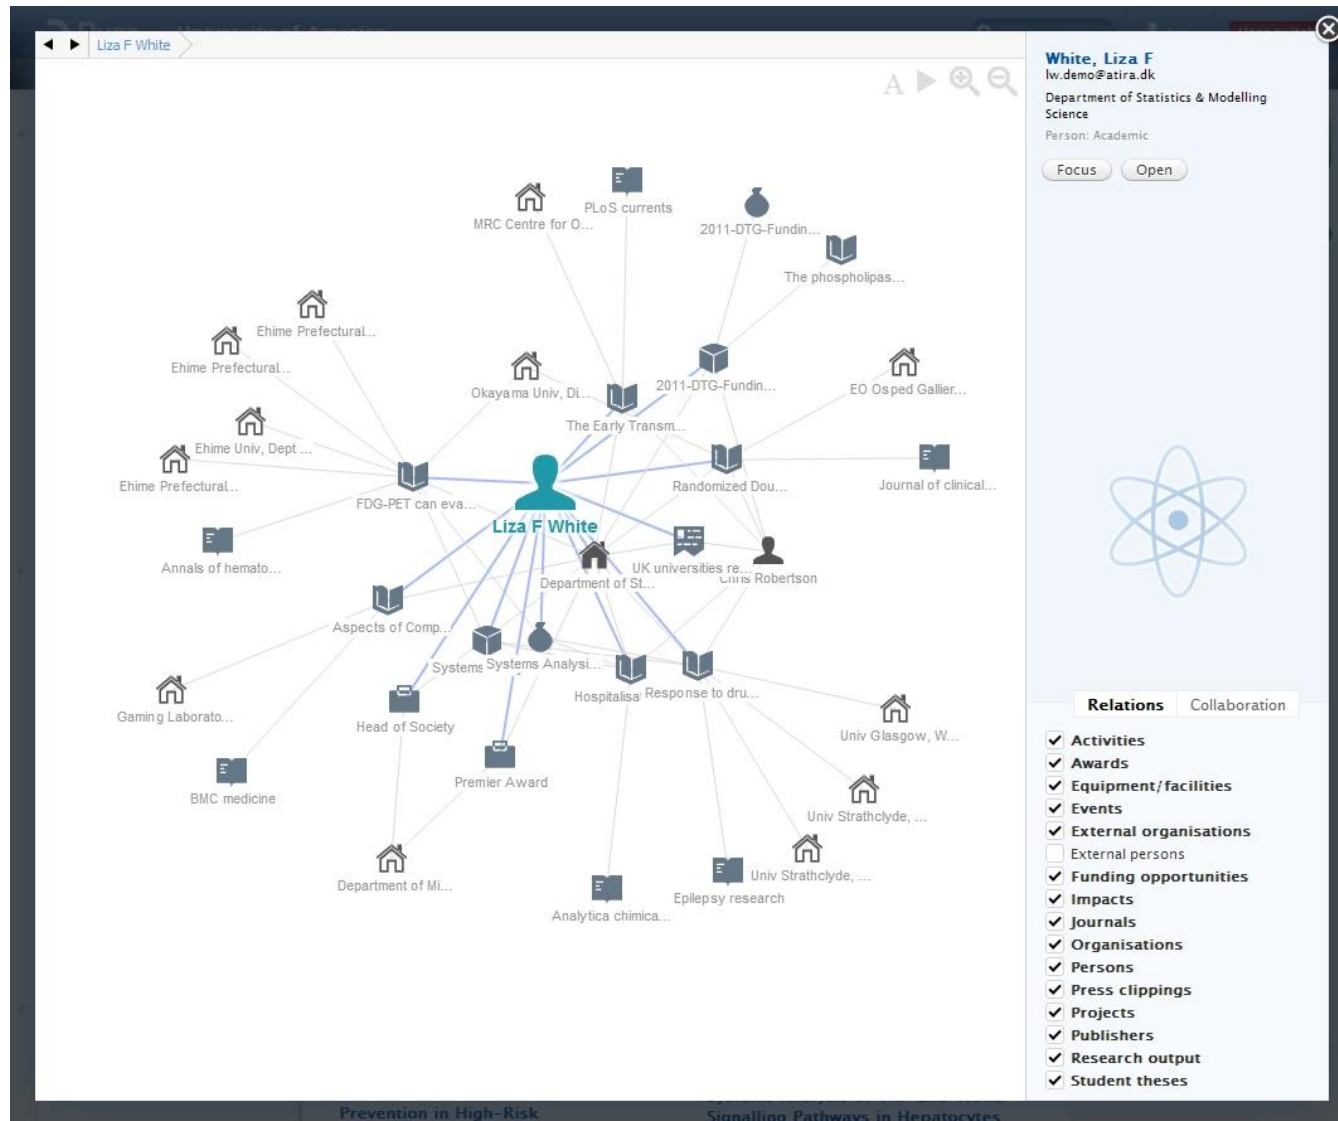 Liza F White
A
White, Liza F
lw.demo@atira.dk
Department of Statistics & Modelling
Science
Person: Academic
Focus
Open
PLoS currents
MRC Centre for O...
2011-DTG-Fundin...
The phospholipas...
Ehime Prefectural...
Ehime Prefectural...
Okayama Univ, Di...
2011-DTG-Fundin...
EO Osped Gallier...
The Early Transm...
Ehime Univ, Dept ...
Ehime Prefectural...
FDG-PET can eva...
Randomized Dou...
Journal of clinical...
Liza F White
Annals of hemato...
Department of St...
UK universities re...
Chris Robertson
Aspects of Comp...
Systems
Systems Analysi...
Hospitalisa
Response to dru...
Gaming Laborato...
Head of Society
Univ Glasgow, W...
Premier Award
BMC medicine
Univ Strathclyde, ...
Department of Mi...
Univ Strathclyde, ...
Epilepsy research
Analytica chimica...
Relations
Collaboration
Activities
Awards
Equipment/facilities
Events
External organisations
External persons
Funding opportunities
Impacts
Journals
Organisations
Persons
Press clippings
Projects
Publishers
Research output
Student theses
Prevention in High-Risk
Signalling Pathways in Hepatocytes